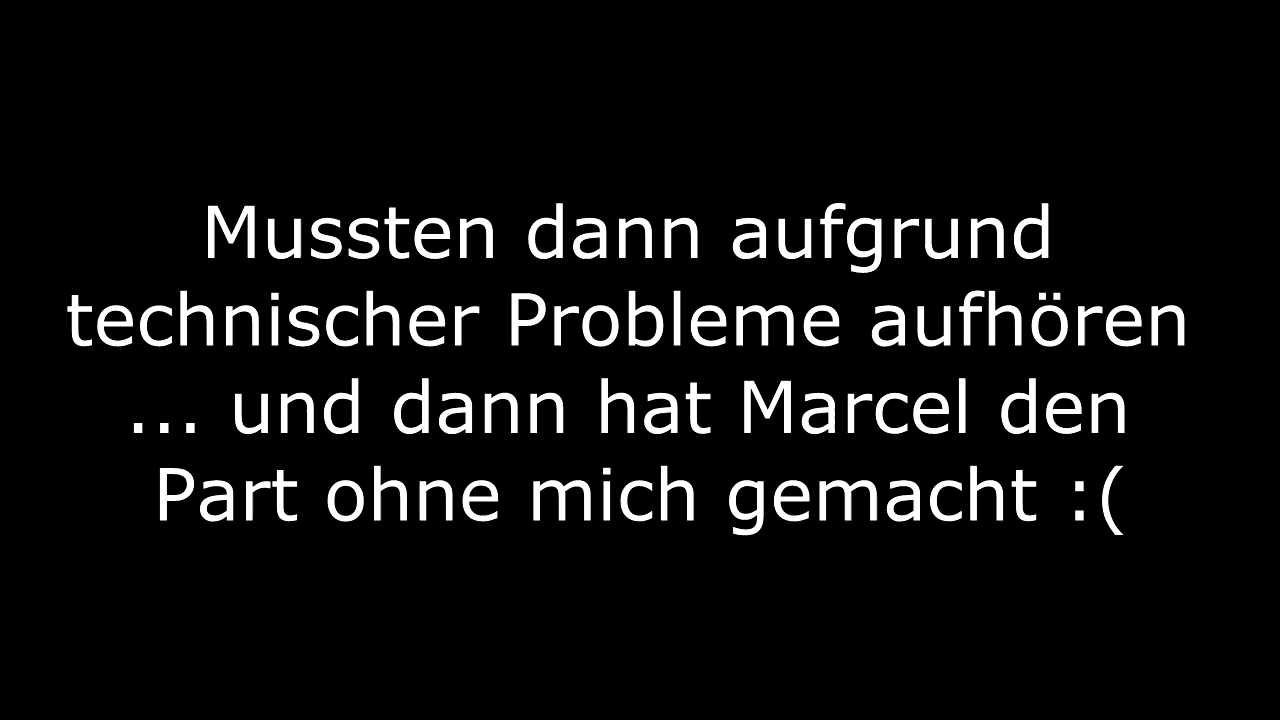 Mussten dann aufgrund
technischer Probleme aufhören
... und dann hat Marcel den
Part ohne mich gemacht :(